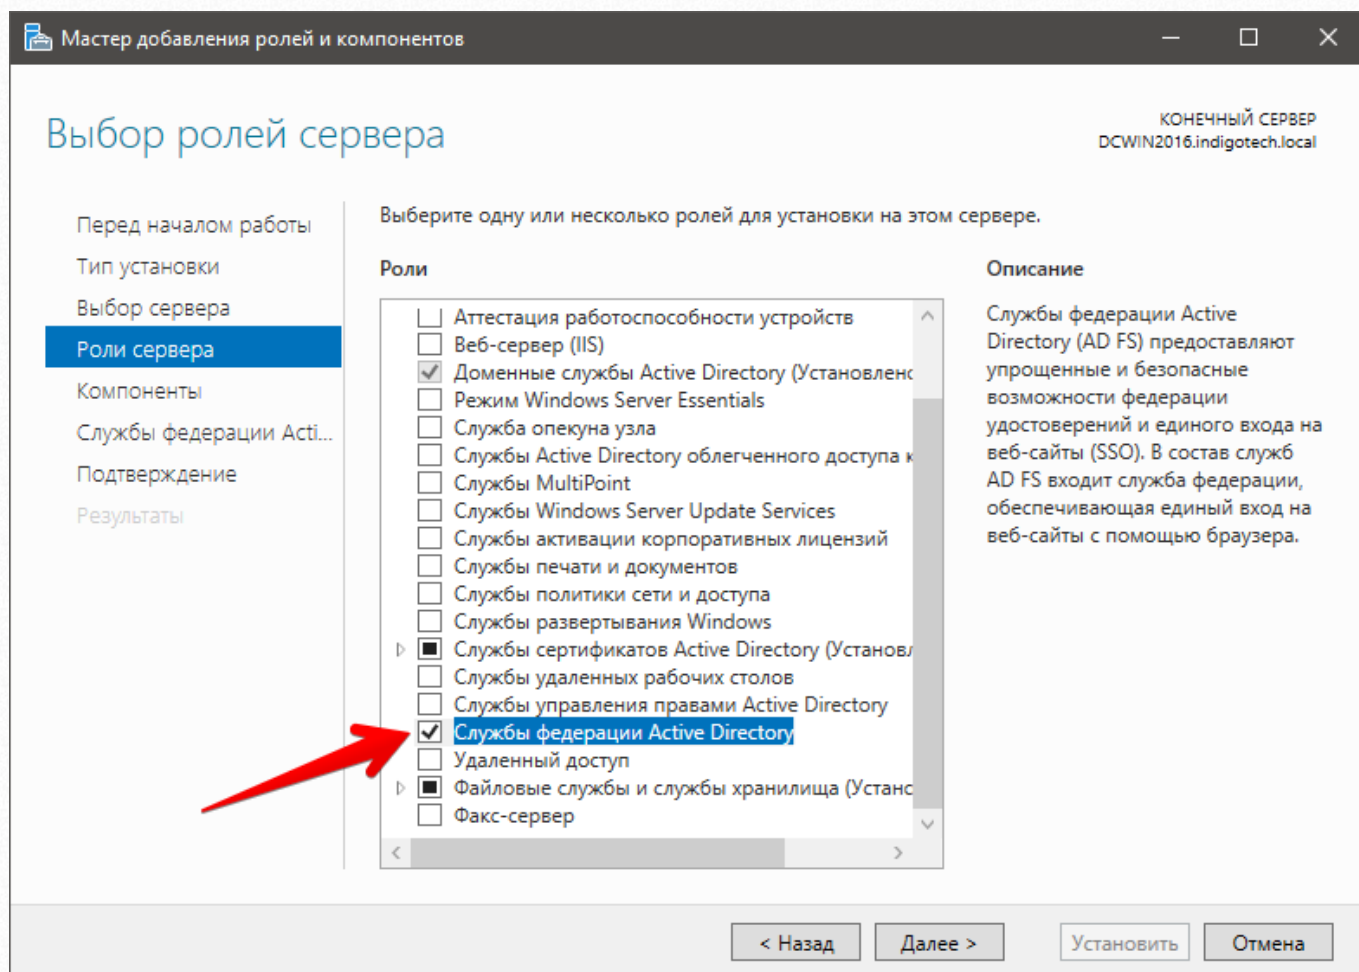 Мастер добавления ролей и компонентов
Выбор ролей сервера
КОНЕЧНЫЙ СЕРВЕР
DCWIN2016.indigotech.local
Перед началом работы
Тип установки
Выбор сервера
Роли сервера
Компоненты
Службы федерации Acti...
Подтверждение
Результаты
Выберите одну или несколько ролей для установки на этом сервере.
Роли
Аттестация работоспособности устройств
Веб-сервер (IIS)
Доменные службы Active Directory (Установлено
Режим Windows Server Essentials
Служба опекуна узла
Службы Active Directory облегченного доступа к
Службы MultiPoint
Службы Windows Server Update Services
Службы активации корпоративных лицензий
Службы печати и документов
Службы политики сети и доступа
Службы развертывания Windows
Службы сертификатов Active Directory (Установл
Службы удаленных рабочих столов
Службы управления правами Active Directory
Службы федерации Active Directory
Удаленный доступ
Файловые службы и службы хранилища (Устано
Факс-сервер
Описание
Службы федерации Active
Directory (AD FS) предоставляют
упрощенные и безопасные
возможности федерации
удостоверений и единого входа на
веб-сайты (SSO). В состав служб
AD FS входит служба федерации,
обеспечивающая единый вход на
веб-сайты с помощью браузера.
< Назад
Далее >
Установить
Отмена